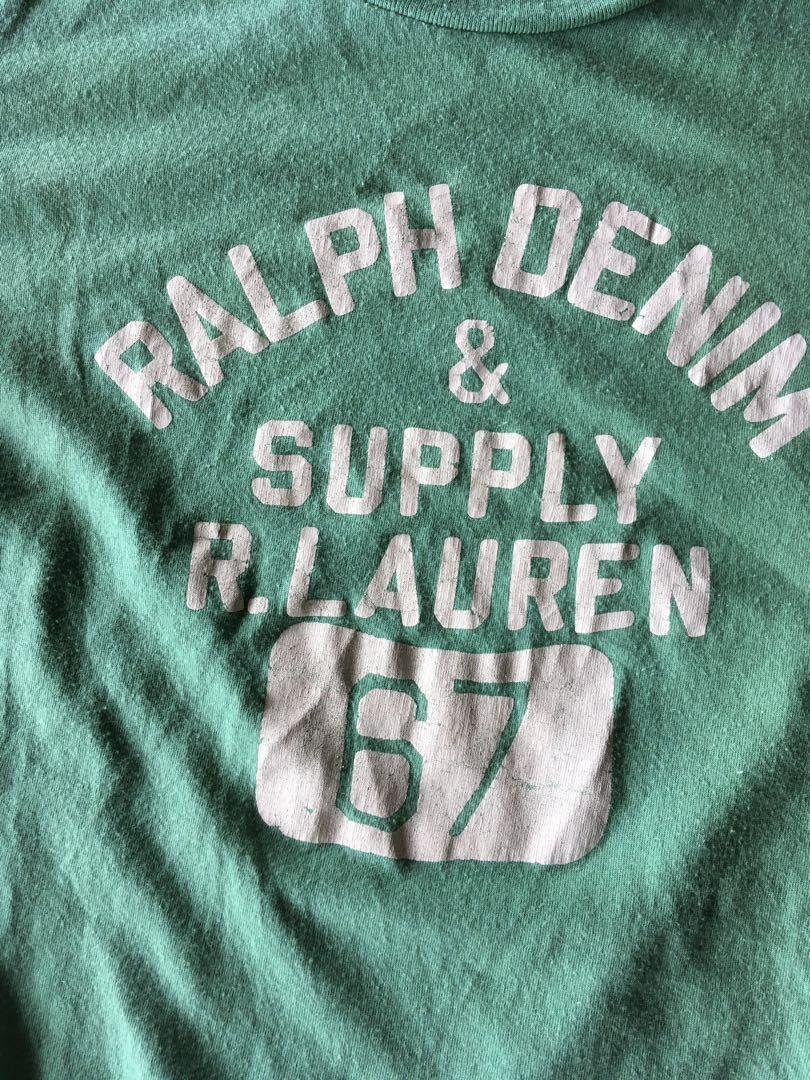 RALPH DENIM
&
SUPPLY
R.LAUREN
67